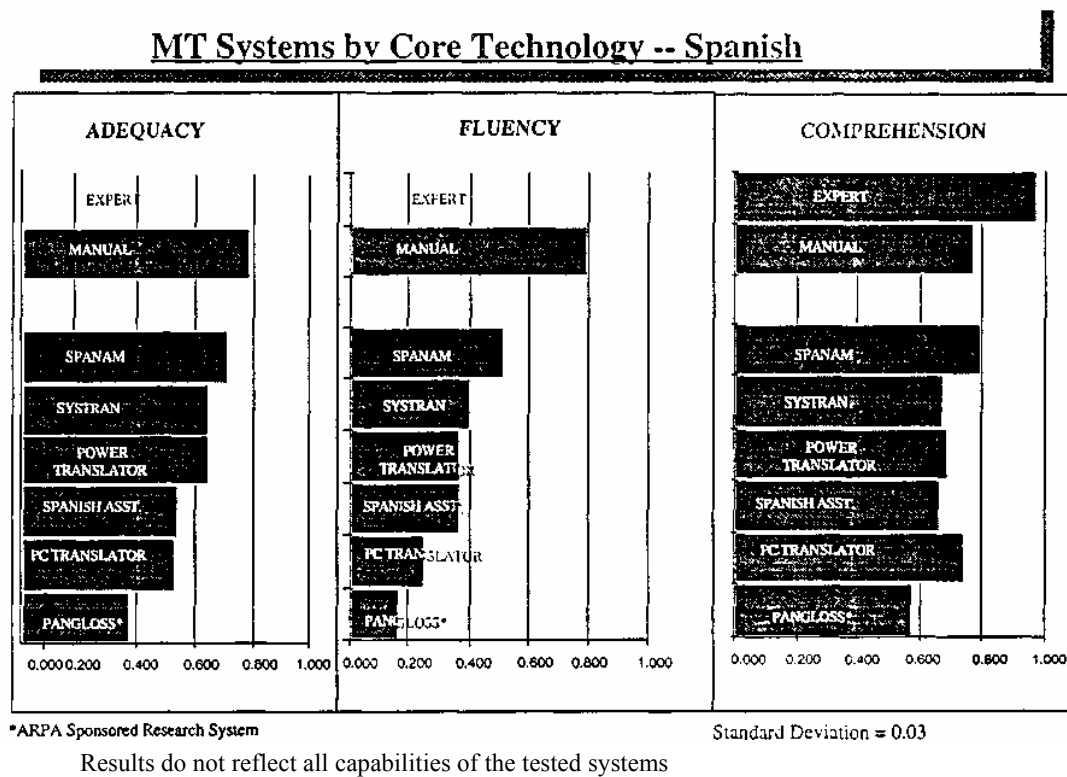 MT Systems by Core Technology -- Spanish
ADEQUACY
EXPERT
MANUAL
SPANAM
SYSTRAN
POWER
TRANSLATOR
SPANISH ASST.
PC TRANSLATOR
PANGLOSS*
0.000 0.200 0.400 0.600 0.800 1.000
FLUENCY
EXPERT
MANUAL
SPANAM
SYSTRAN
POWER
TRANSLATOR
SPANISH ASST.
PC TRANSLATOR
PANGLOSS*
0.000 0.200 0.400 0.600 0.800 1.000
COMPREHENSION
EXPERT
MANUAL
SPANAM
SYSTRAN
POWER
TRANSLATOR
SPANISH ASST.
PC TRANSLATOR
PANGLOSS*
0.000 0.200 0.400 0.600 0.800 1.000
*ARPA Sponsored Research System
Standard Deviation = 0.03
Results do not reflect all capabilities of the tested systems